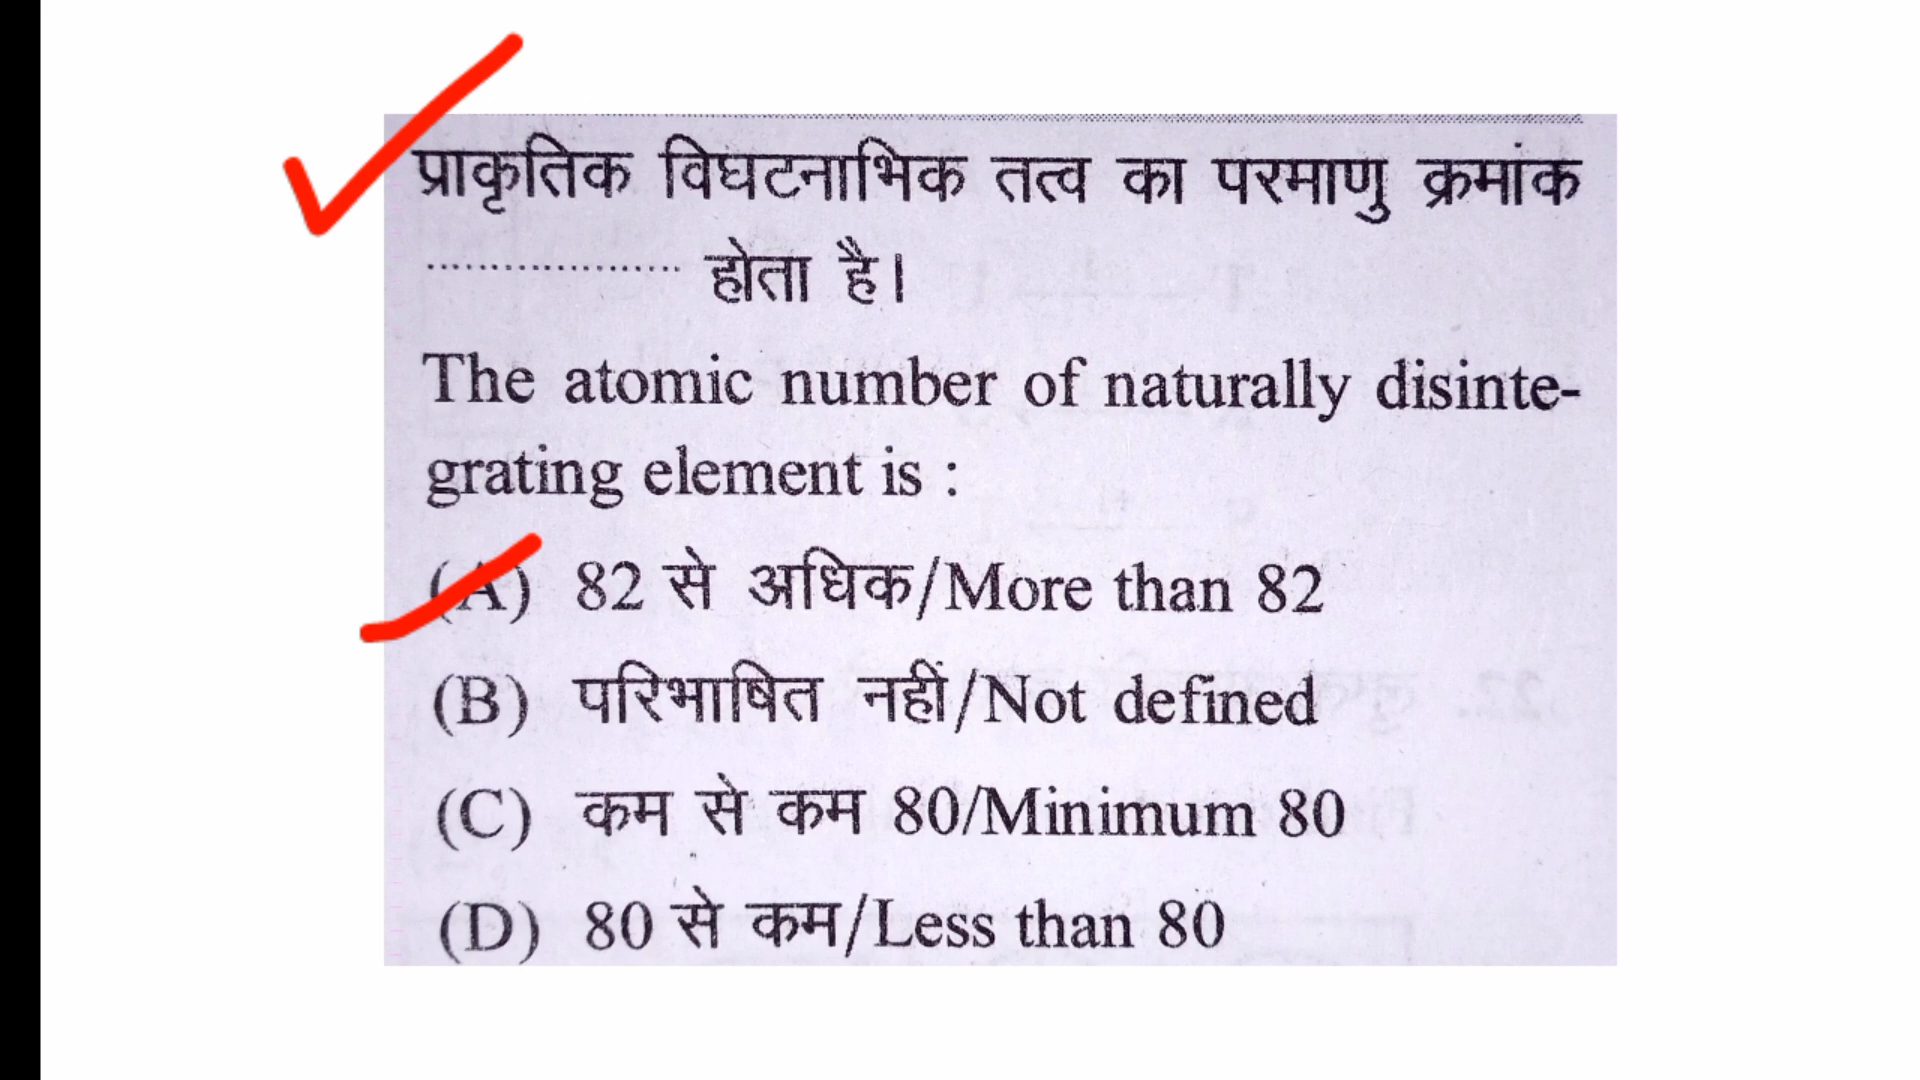 प्राकृतिक विघटनाभिक तत्व का परमाणु क्रमांक
.................. होता है।
The atomic number of naturally disinte-
grating element is :
(A) 82 से अधिक/More than 82
(B) परिभाषित नहीं/Not defined
(C) कम से कम 80/Minimum 80
(D) 80 से कम/Less than 80